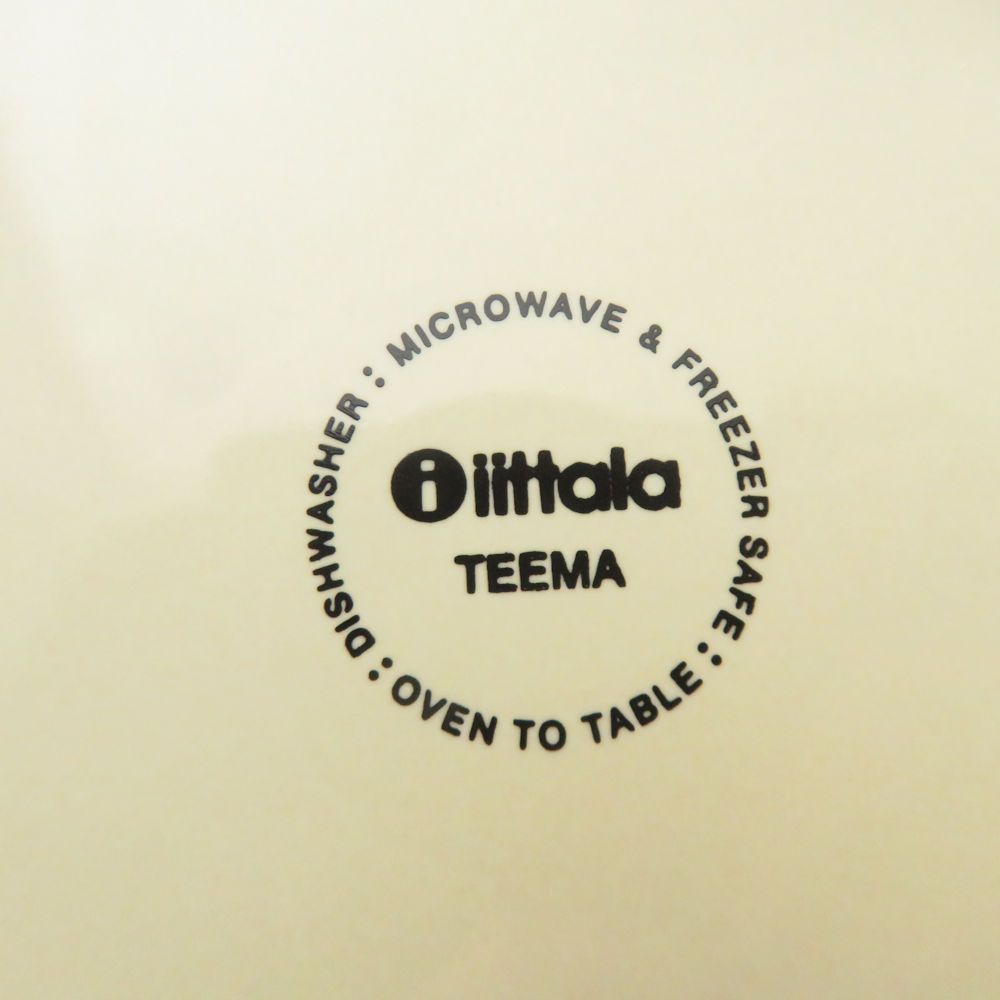 DISHWASHER : MICROWAVE & FREEZER SAFE :
: OVEN TO TABLE :
i iittala
TEEMA